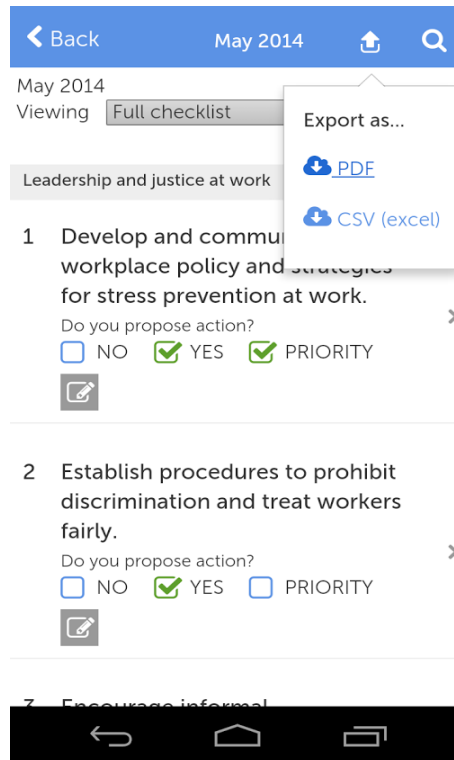 Back
May 2014
May 2014
Viewing Full checklist
Export as...
PDF
CSV (excel)
Leadership and justice at work
1 Develop and commu
workplace policy and strategies
for stress prevention at work.
Do you propose action?
NO YES PRIORITY
2 Establish procedures to prohibit
discrimination and treat workers
fairly.
Do you propose action?
NO YES PRIORITY
3 Encourage informal